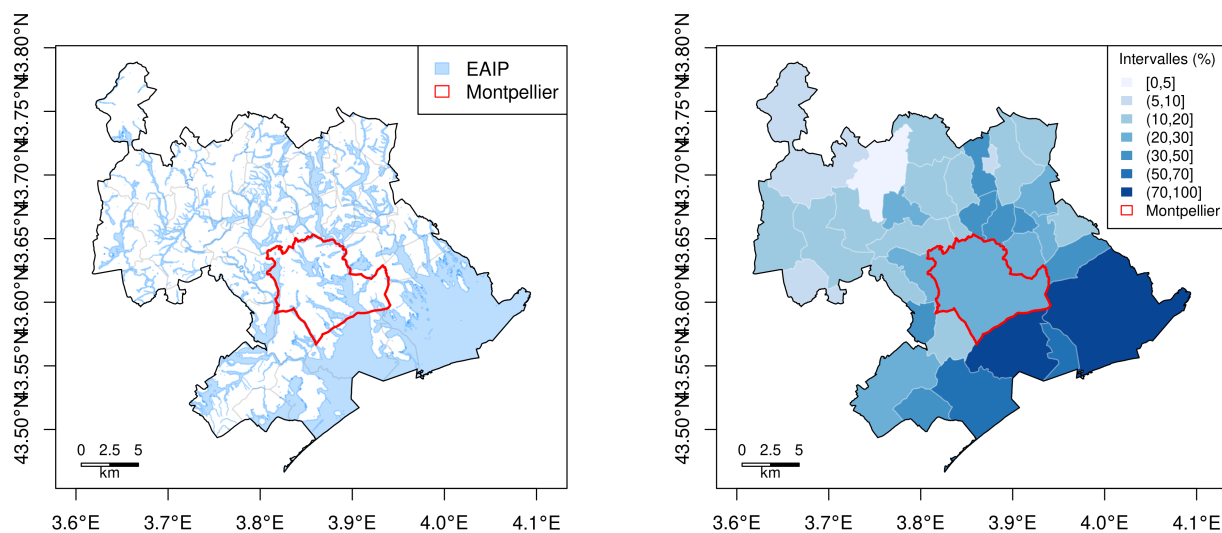 EAIP
Montpellier
43.80°N
43.75°N
43.70°N
43.65°N
43.60°N
43.55°N
43.50°N
0 2.5 5
km
3.6°E 3.7°E 3.8°E 3.9°E 4.0°E 4.1°E
Intervalles (%)
[0,5]
(5,10]
(10,20]
(20,30]
(30,50]
(50,70]
(70,100]
Montpellier
43.80°N
43.75°N
43.70°N
43.65°N
43.60°N
43.55°N
43.50°N
0 2.5 5
km
3.6°E 3.7°E 3.8°E 3.9°E 4.0°E 4.1°E